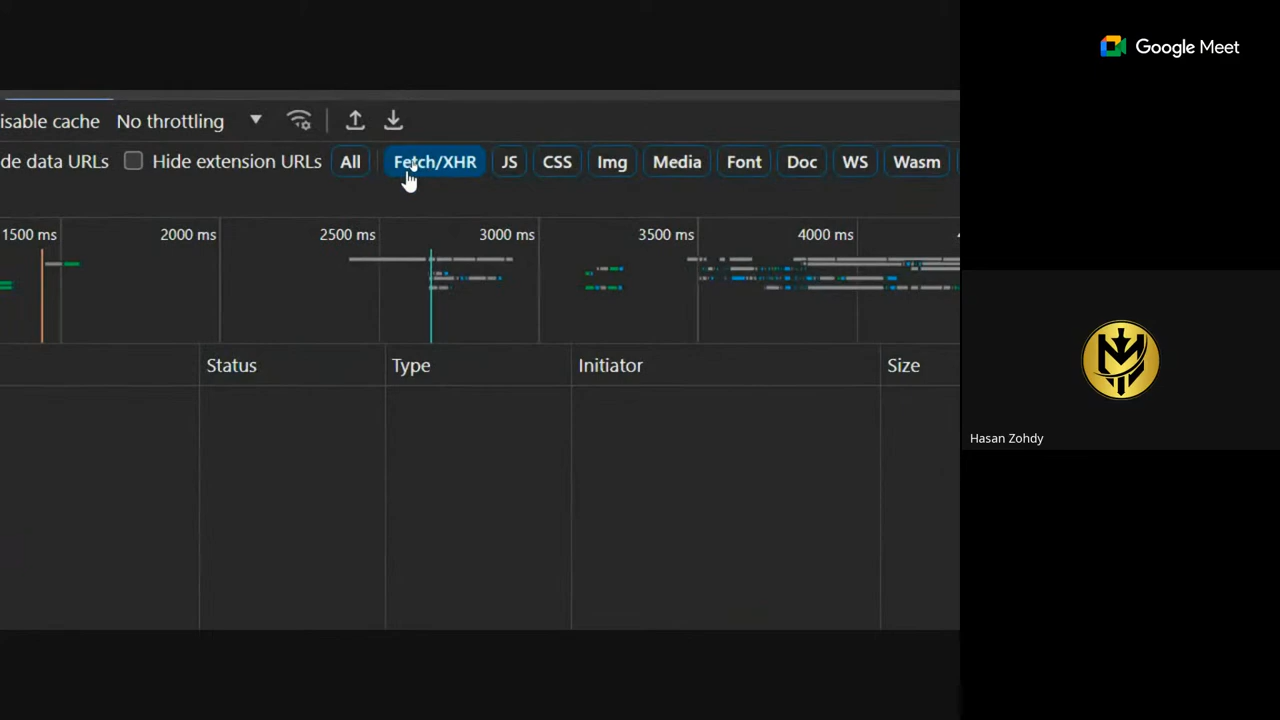 Google Meet
isable cache No throttling
de data URLs Hide extension URLs All Fetch/XHR JS CSS Img Media Font Doc WS Wasm
1500 ms 2000 ms 2500 ms 3000 ms 3500 ms 4000 ms
Status Type Initiator Size
Hasan Zohdy